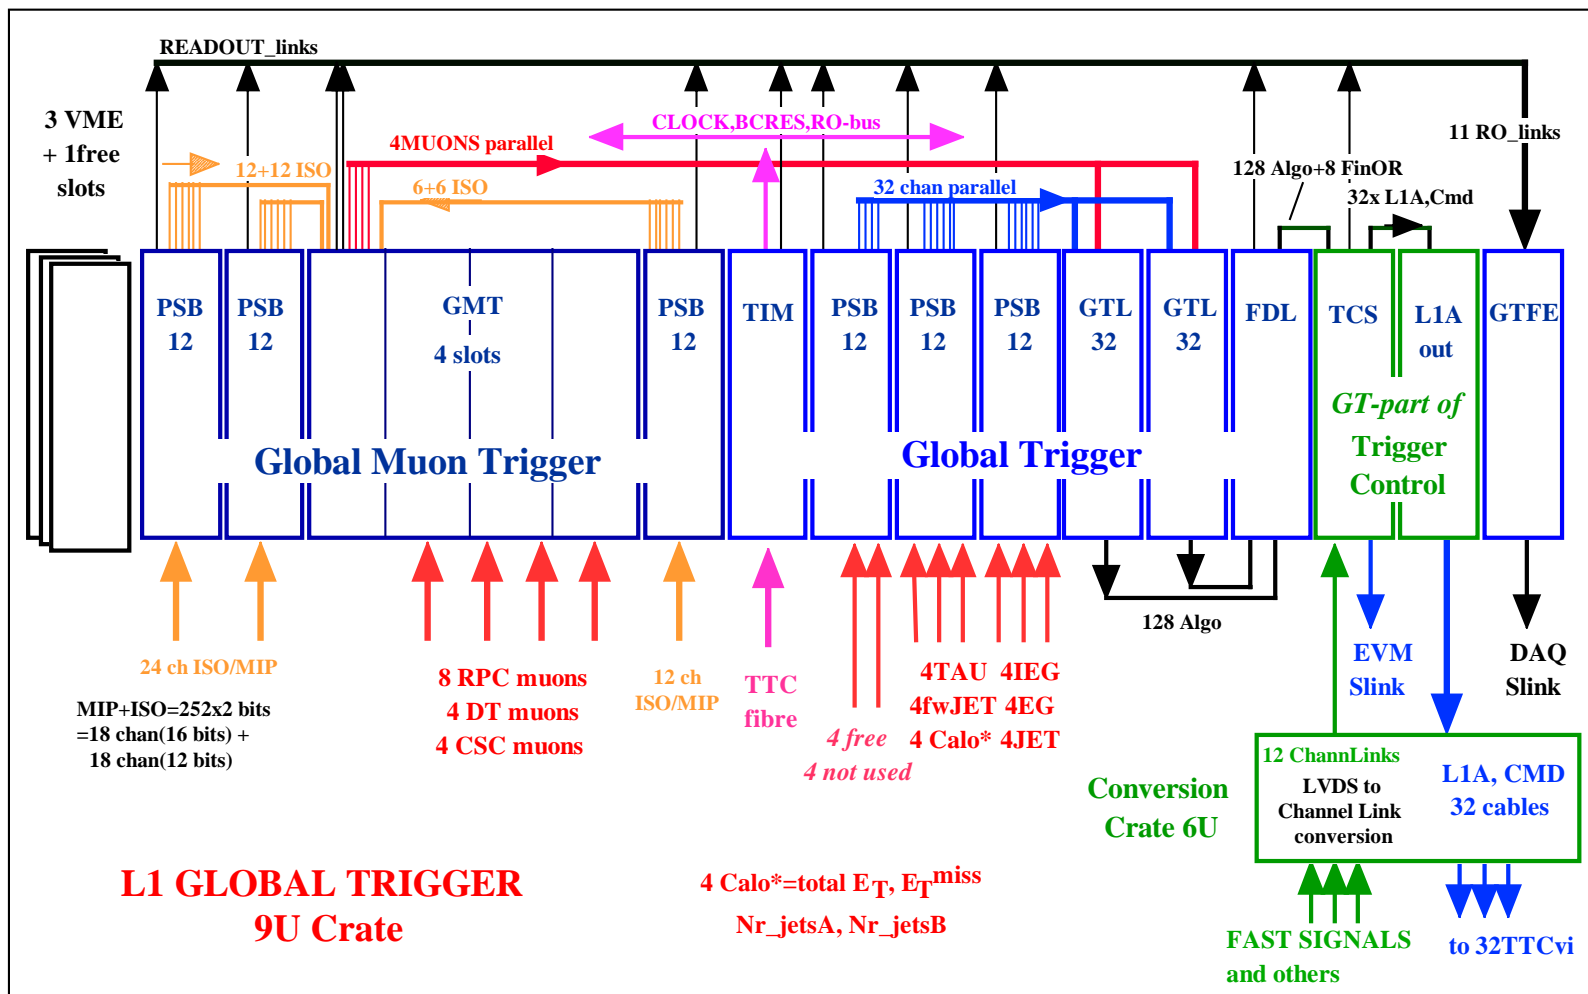 READOUT_links
3 VME
+ 1free
slots
CLOCK,BCRES,RO-bus
4MUONS parallel
12+12 ISO
6+6 ISO
32 chan parallel
128 Algo+8 FinOR
32x L1A,Cmd
11 RO_links
PSB
12
PSB
12
GMT
4 slots
PSB
12
TIM
PSB
12
PSB
12
PSB
12
GTL
32
GTL
32
FDL
TCS
L1A
out
GTFE
Global Muon Trigger
Global Trigger
GT-part of
Trigger
Control
24 ch ISO/MIP
MIP+ISO=252x2 bits
=18 chan(16 bits) +
18 chan(12 bits)
8 RPC muons
4 DT muons
4 CSC muons
12 ch
ISO/MIP
TTC
fibre
4 free
4 not used
4TAU 4IEG
4fwJET 4EG
4 Calo* 4JET
128 Algo
EVM
Slink
DAQ
Slink
Conversion
Crate 6U
12 ChannLinks
LVDS to
Channel Link
conversion
L1A, CMD
32 cables
L1 GLOBAL TRIGGER
9U Crate
4 Calo*=total ET, ETmiss
Nr_jetsA, Nr_jetsB
FAST SIGNALS
and others
to 32TTCvi